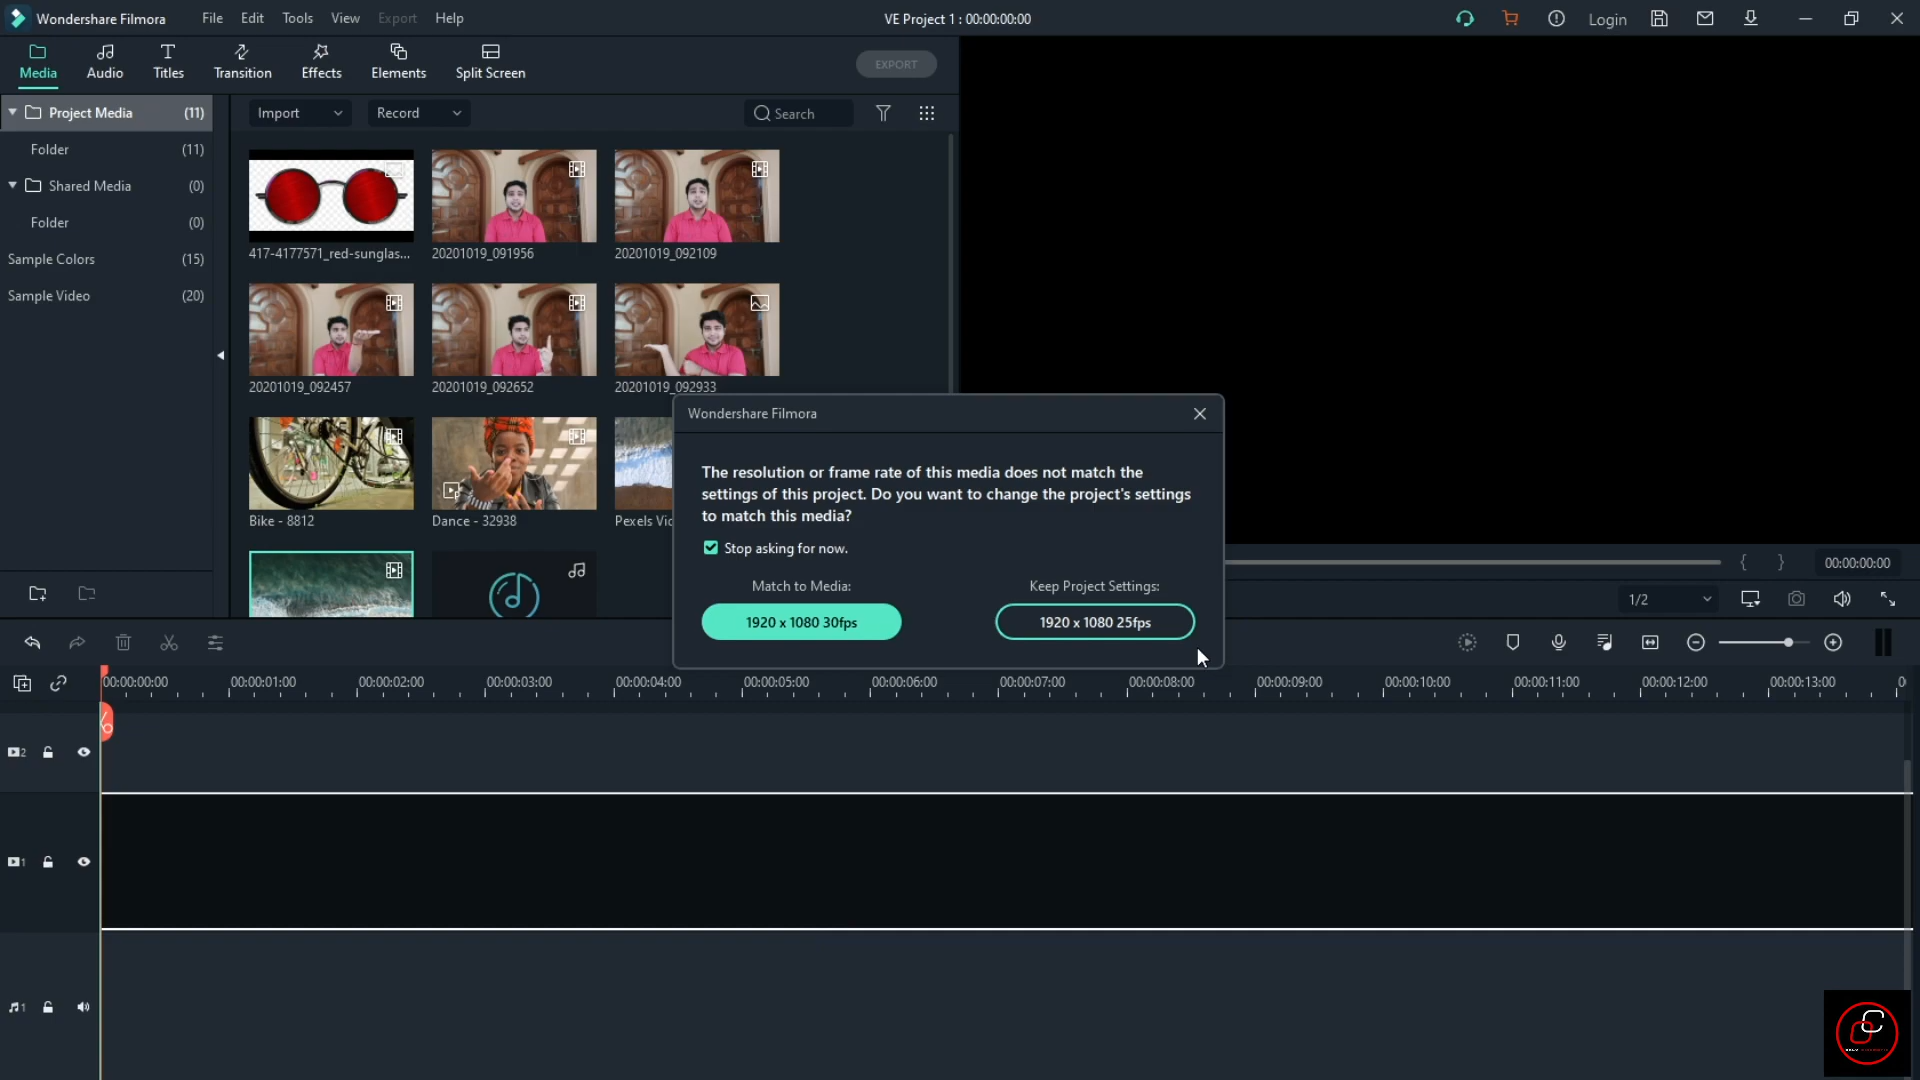 Wondershare Filmora File Edit Tools View Export Help VE Project 1 : 00:00:00:00 Login
Media Audio Titles Transition Effects Elements Split Screen EXPORT
Project Media (11)
Folder (11)
Shared Media (0)
Folder (0)
Sample Colors (15)
Sample Video (20)
Import Record Search
417-4177571_red-sunglas... 20201019_091956 20201019_092109
20201019_092457 20201019_092652 20201019_092933
Bike - 8812 Dance - 32938 Pexels Vic
Wondershare Filmora
The resolution or frame rate of this media does not match the
settings of this project. Do you want to change the project's settings
to match this media?
Stop asking for now.
Match to Media: Keep Project Settings:
1920 x 1080 30fps 1920 x 1080 25fps
{ } 00:00:00:00
1/2
00:00:00:00 00:00:01:00 00:00:02:00 00:00:03:00 00:00:04:00 00:00:05:00 00:00:06:00 00:00:07:00 00:00:08:00 00:00:09:00 00:00:10:00 00:00:11:00 00:00:12:00 00:00:13:00 0
2
1
1